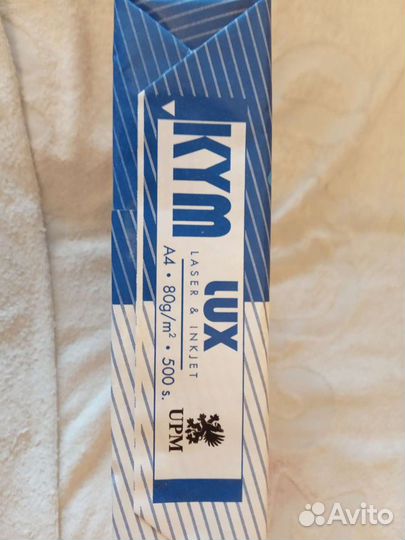 KYM LUX
LASER & INKJET
A4 • 80g/m² • 500 s.
UPM
Avito